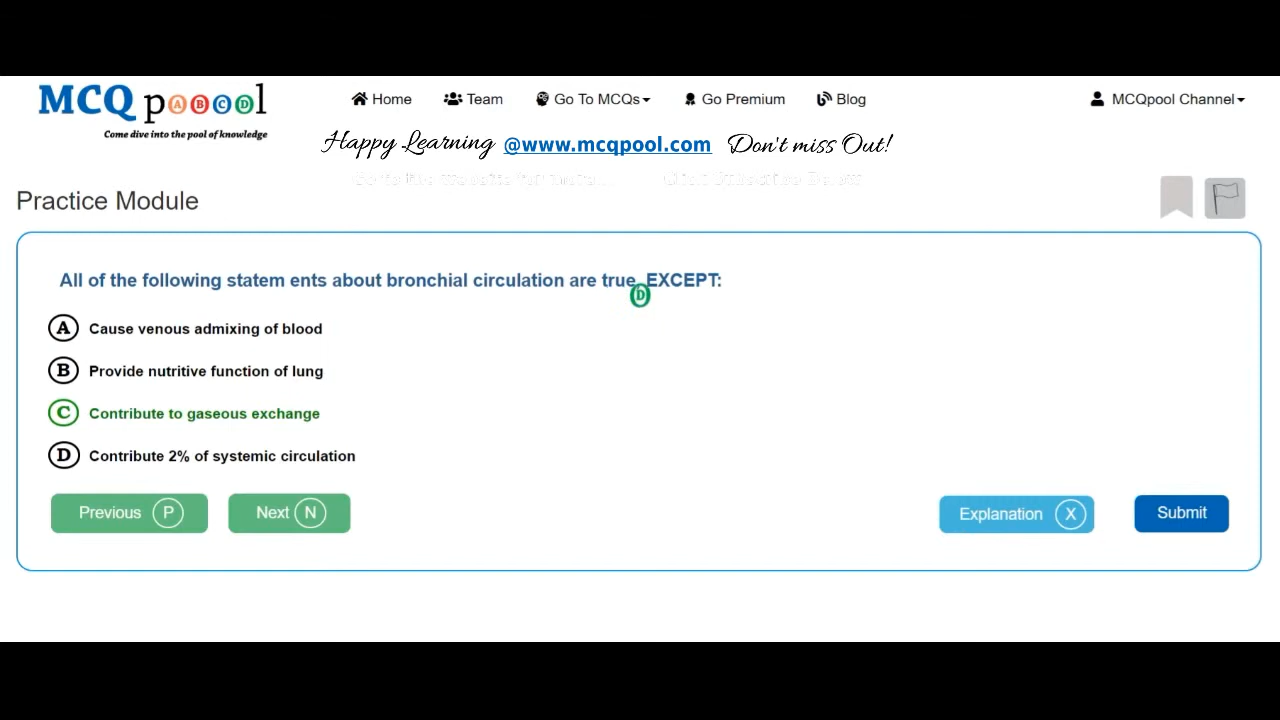 MCQ pABCDl
Come dive into the pool of knowledge
Home Team Go To MCQs Go Premium Blog MCQpool Channel
Happy Learning @www.mcqpool.com Don't miss Out!
Practice Module
All of the following statem ents about bronchial circulation are true, EXCEPT:
D
A Cause venous admixing of blood
B Provide nutritive function of lung
C Contribute to gaseous exchange
D Contribute 2% of systemic circulation
Previous P Next N Explanation X Submit